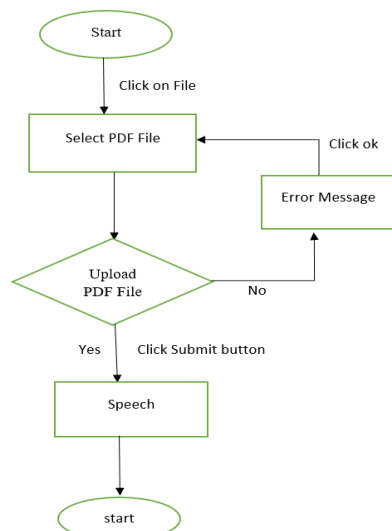 Start
Click on File
Select PDF File
Click ok
Error Message
Upload
PDF File
No
Yes
Click Submit button
Speech
start